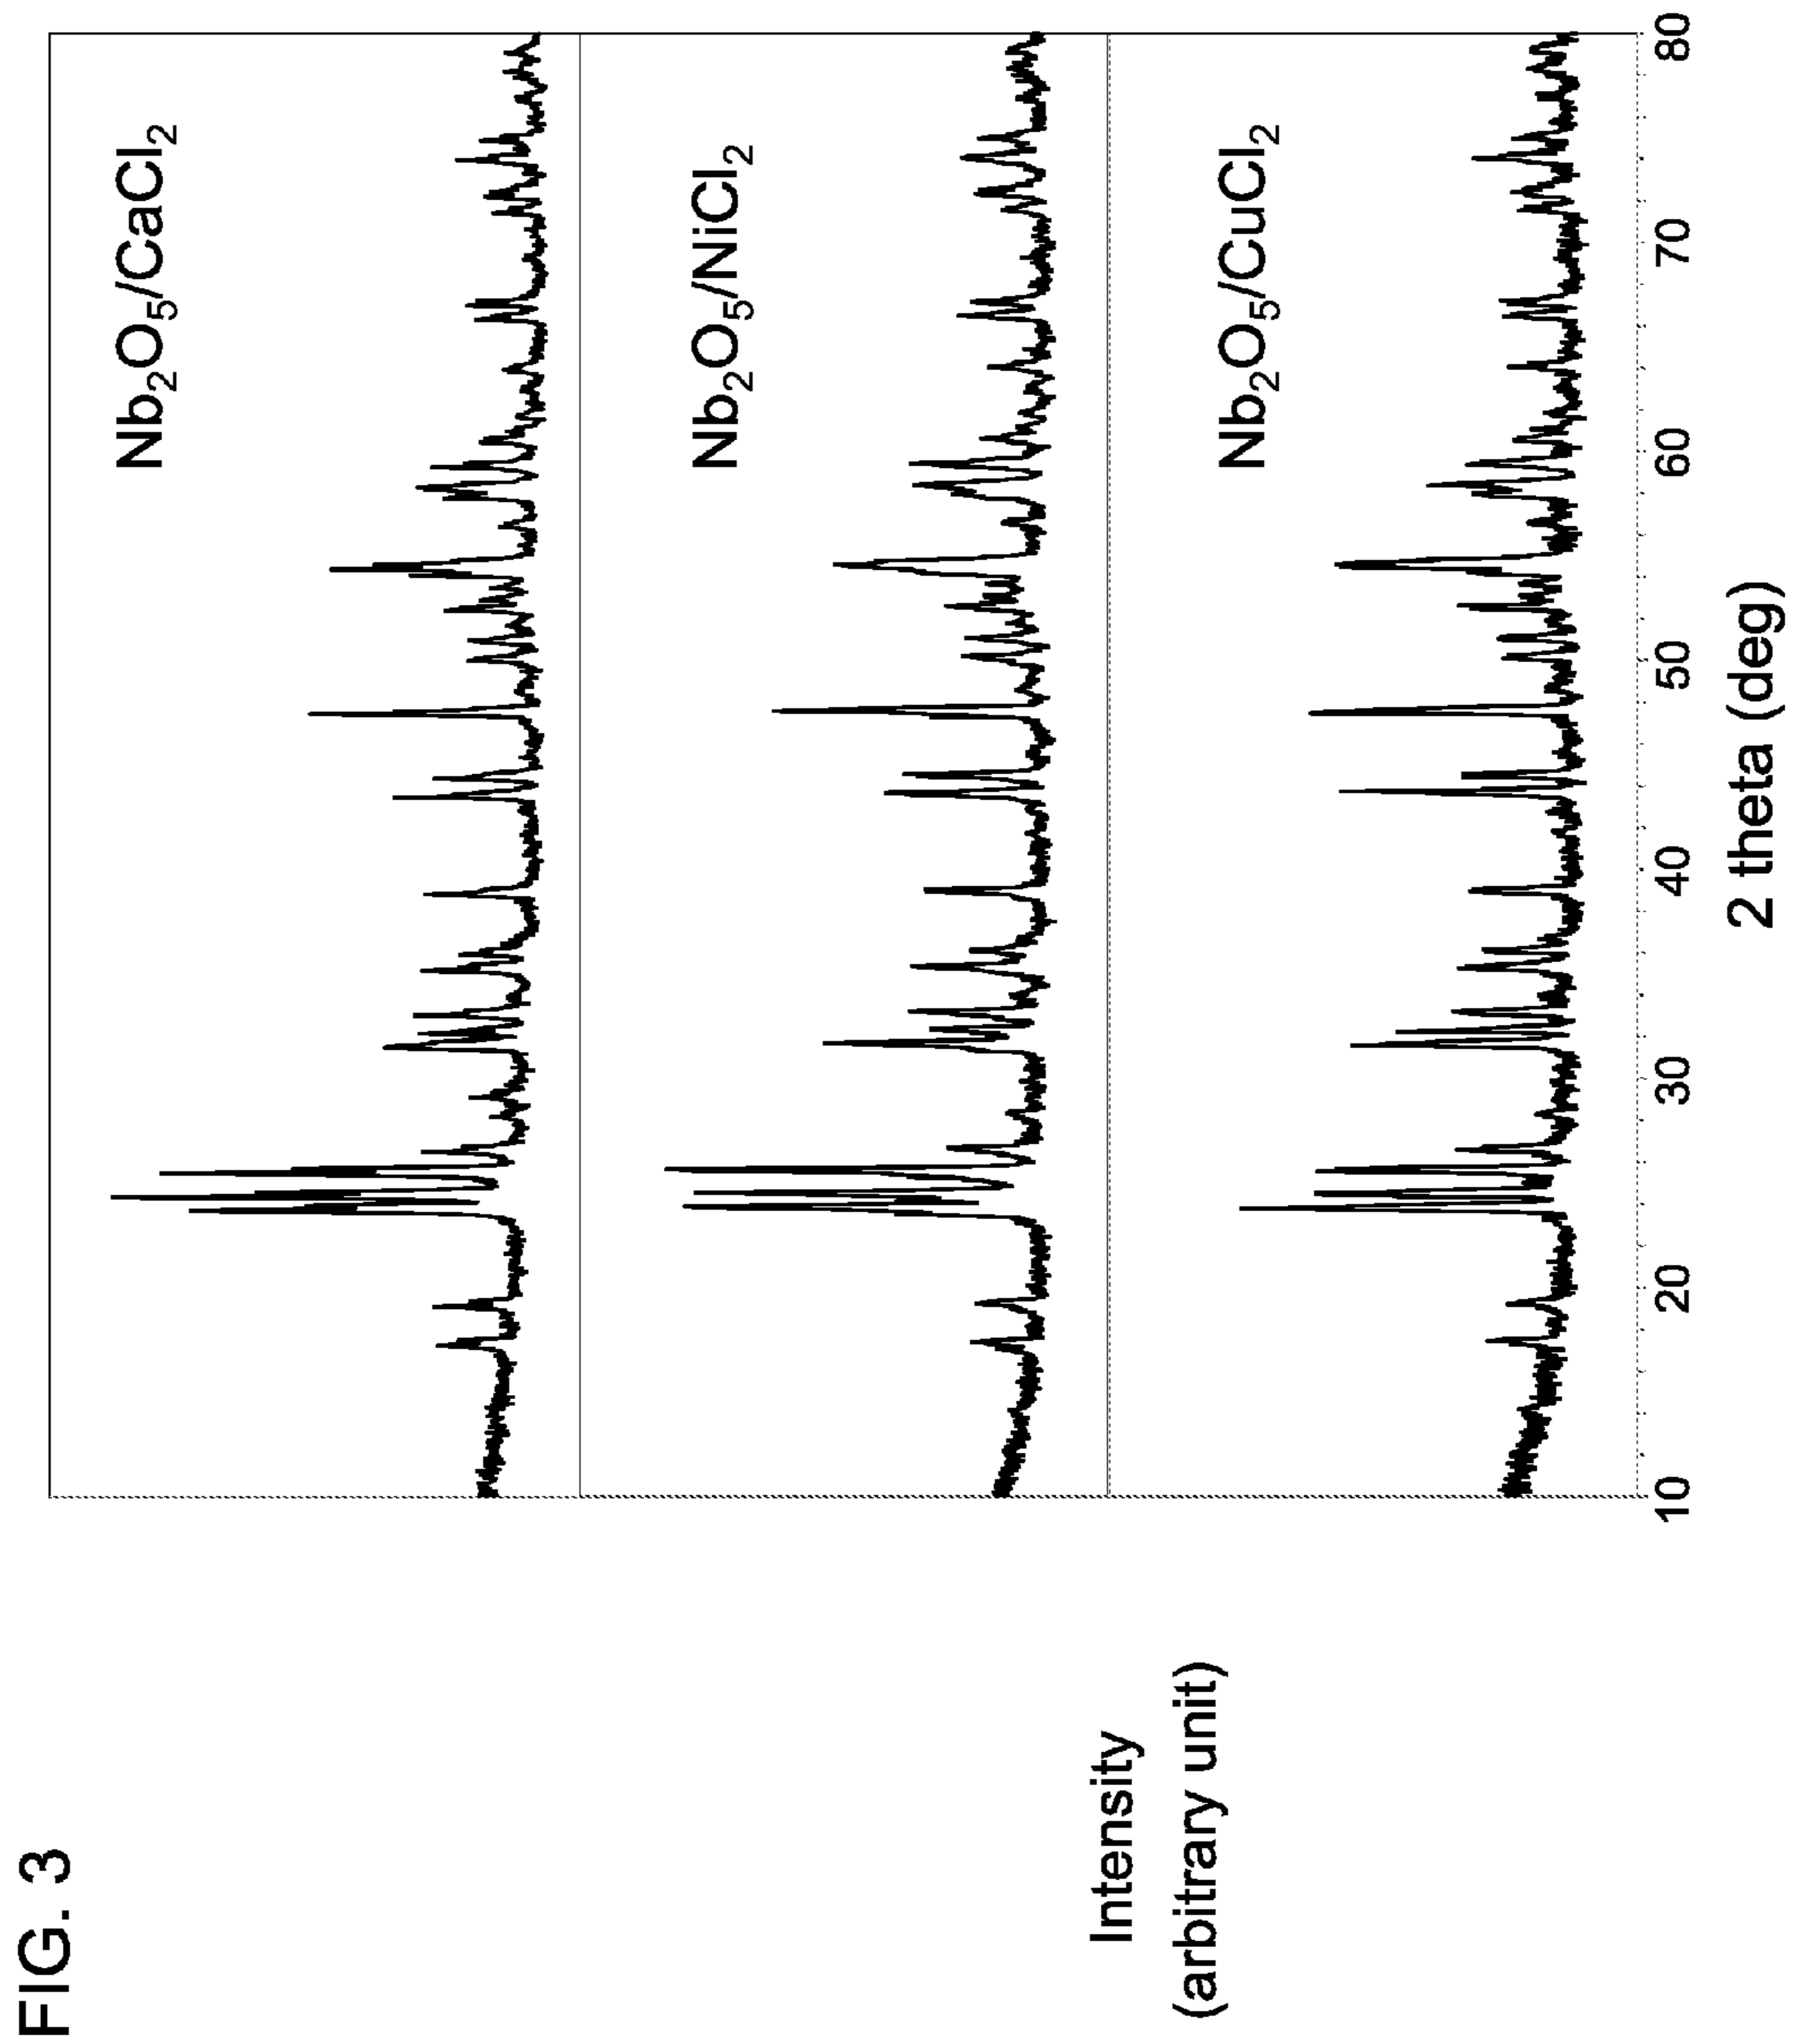 FIG. 3
Nb₂O₅/CaCl₂
Nb₂O₅/NiCl₂
Nb₂O₅/CuCl₂
Intensity
(arbitrary unit)
10 20 30 40 50 60 70 80
2 theta (deg)